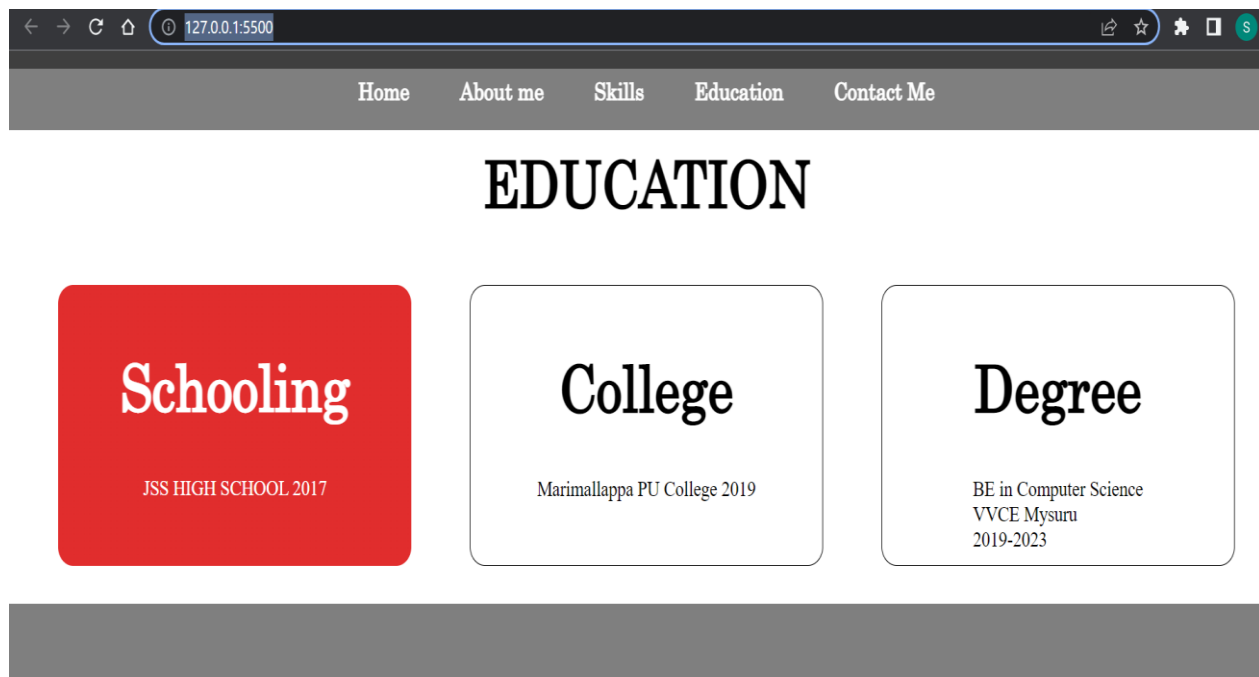 127.0.0.1:5500
S
Home About me Skills Education Contact Me
EDUCATION
Schooling
JSS HIGH SCHOOL 2017
College
Marimallappa PU College 2019
Degree
BE in Computer Science
VVCE Mysuru
2019-2023